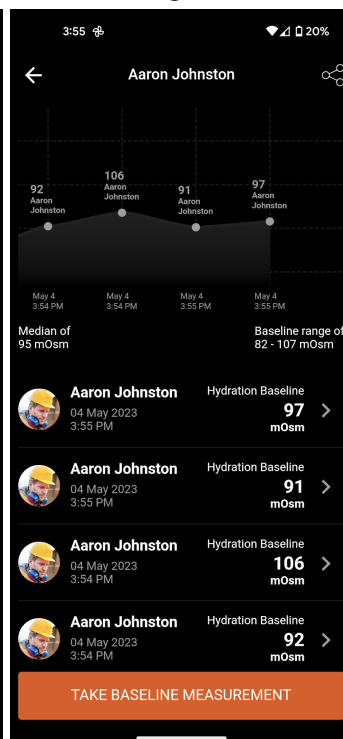 3:55 20%
Aaron Johnston
92
Aaron
Johnston
106
Aaron
Johnston
91
Aaron
Johnston
97
Aaron
Johnston
May 4
3:54 PM
May 4
3:54 PM
May 4
3:55 PM
May 4
3:55 PM
Median of
95 mOsm
Baseline range of
82 - 107 mOsm
Aaron Johnston
04 May 2023
3:55 PM
Hydration Baseline
97
mOsm
Aaron Johnston
04 May 2023
3:55 PM
Hydration Baseline
91
mOsm
Aaron Johnston
04 May 2023
3:54 PM
Hydration Baseline
106
mOsm
Aaron Johnston
04 May 2023
3:54 PM
Hydration Baseline
92
mOsm
TAKE BASELINE MEASUREMENT